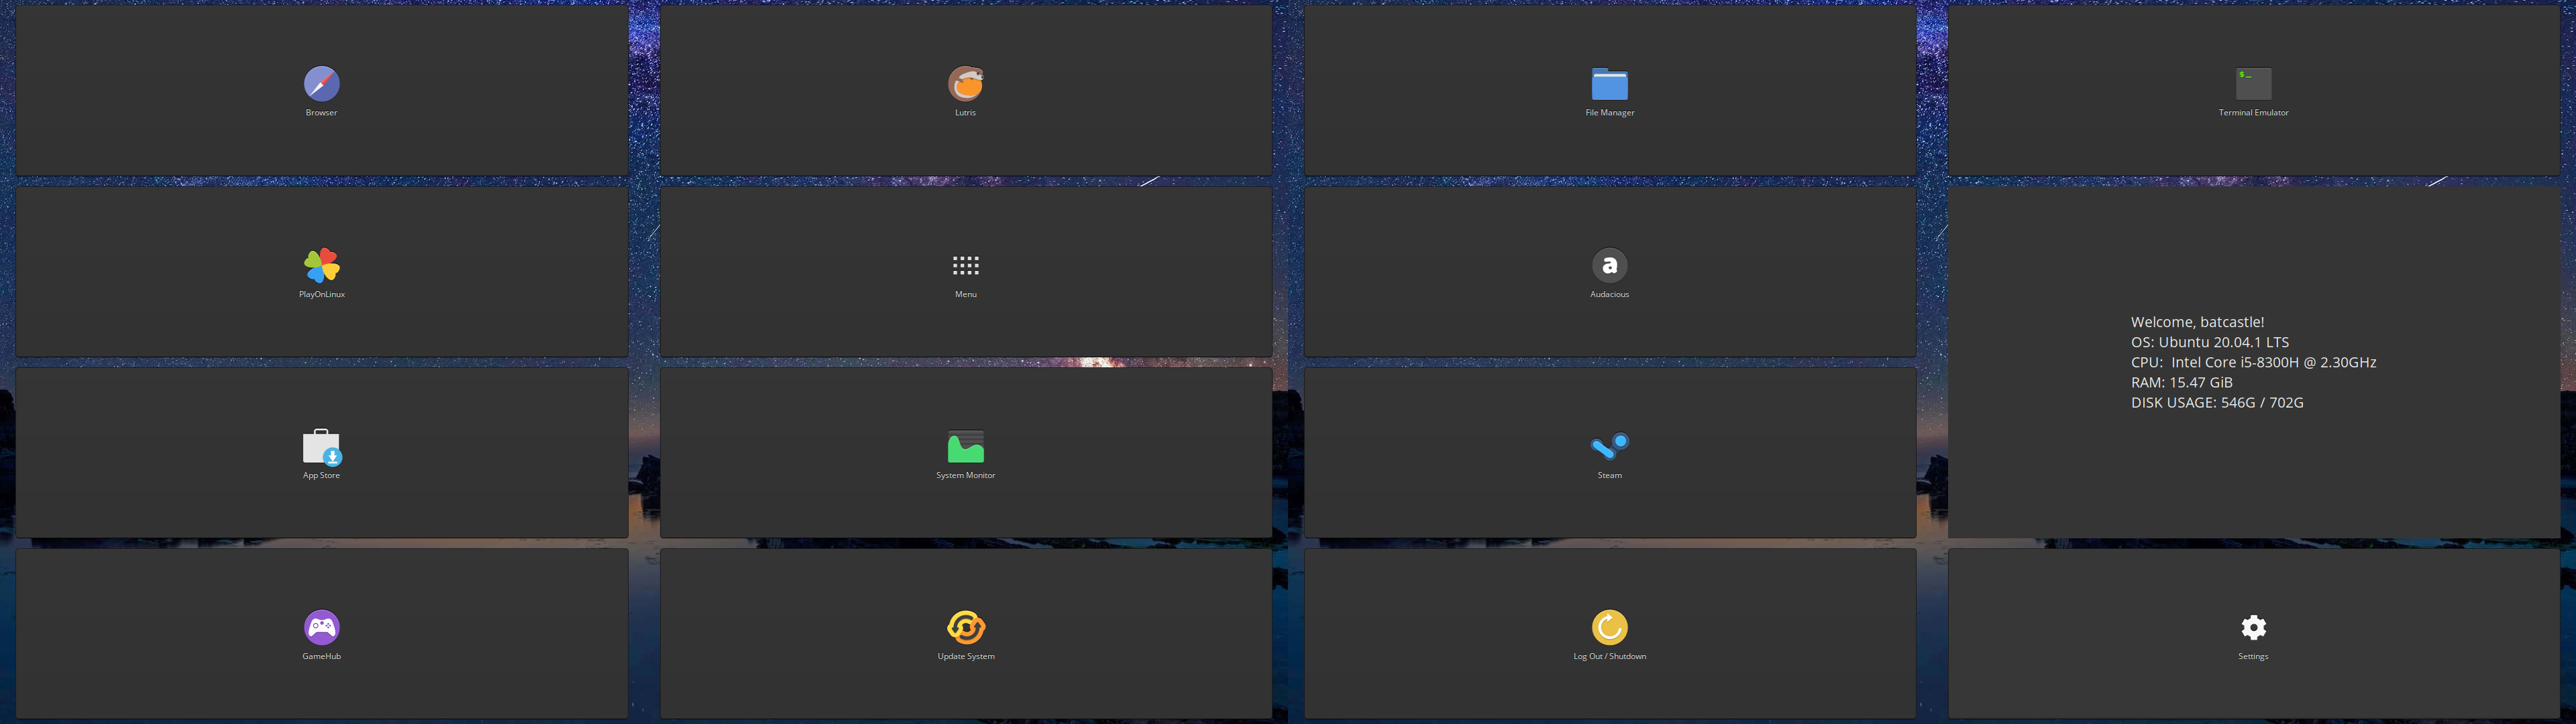 Browser
Lutris
File Manager
$_
Terminal Emulator
PlayOnLinux
Menu
a
Audacious
Welcome, batcastle!
OS: Ubuntu 20.04.1 LTS
CPU:  Intel Core i5-8300H @ 2.30GHz
RAM: 15.47 GiB
DISK USAGE: 546G / 702G
App Store
System Monitor
Steam
GameHub
Update System
Log Out / Shutdown
Settings